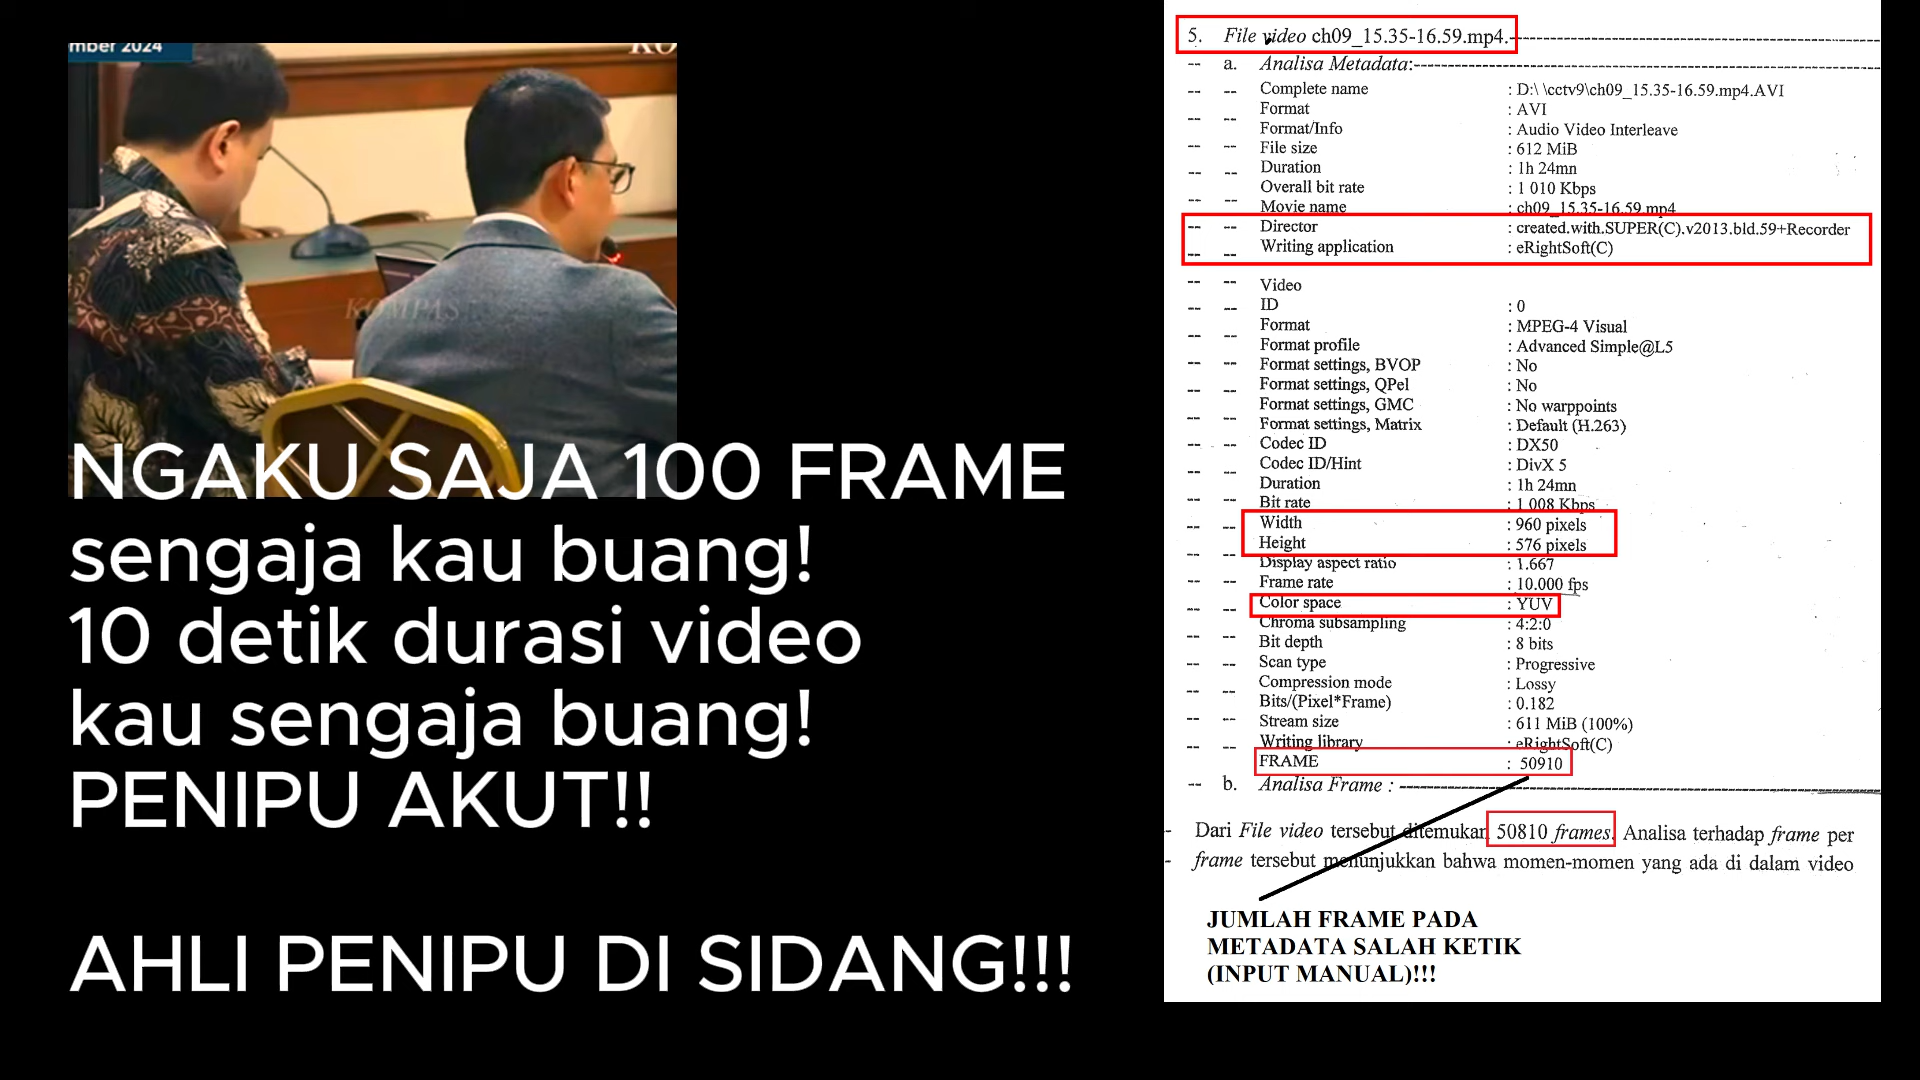 mber 2024
KO
KOMPAS
NGAKU SAJA 100 FRAME
sengaja kau buang!
10 detik durasi video
kau sengaja buang!
PENIPU AKUT!!
AHLI PENIPU DI SIDANG!!!
5. File video ch09_15.35-16.59.mp4.
-- a. Analisa Metadata:
-- -- Complete name : D:\ \cctv9\ch09_15.35-16.59.mp4.AVI
-- -- Format : AVI
-- -- Format/Info : Audio Video Interleave
-- -- File size : 612 MiB
-- -- Duration : 1h 24mn
-- -- Overall bit rate : 1 010 Kbps
-- -- Movie name : ch09_15.35-16.59.mp4
-- -- Director : created.with.SUPER(C).v2013.bld.59+Recorder
-- -- Writing application : eRightSoft(C)
-- -- Video
-- -- ID : 0
-- -- Format : MPEG-4 Visual
-- -- Format profile : Advanced Simple@L5
-- -- Format settings, BVOP : No
-- -- Format settings, QPel : No
-- -- Format settings, GMC : No warppoints
-- -- Format settings, Matrix : Default (H.263)
-- -- Codec ID : DX50
-- -- Codec ID/Hint : DivX 5
-- -- Duration : 1h 24mn
-- -- Bit rate : 1 008 Kbps
-- -- Width : 960 pixels
-- -- Height : 576 pixels
-- -- Display aspect ratio : 1.667
-- -- Frame rate : 10.000 fps
-- -- Color space : YUV
-- -- Chroma subsampling : 4:2:0
-- -- Bit depth : 8 bits
-- -- Scan type : Progressive
-- -- Compression mode : Lossy
-- -- Bits/(Pixel*Frame) : 0.182
-- -- Stream size : 611 MiB (100%)
-- -- Writing library : eRightSoft(C)
FRAME : 50910
-- b. Analisa Frame :
- Dari File video tersebut ditemukan 50810 frames. Analisa terhadap frame per
- frame tersebut menunjukkan bahwa momen-momen yang ada di dalam video
JUMLAH FRAME PADA
METADATA SALAH KETIK
(INPUT MANUAL)!!!